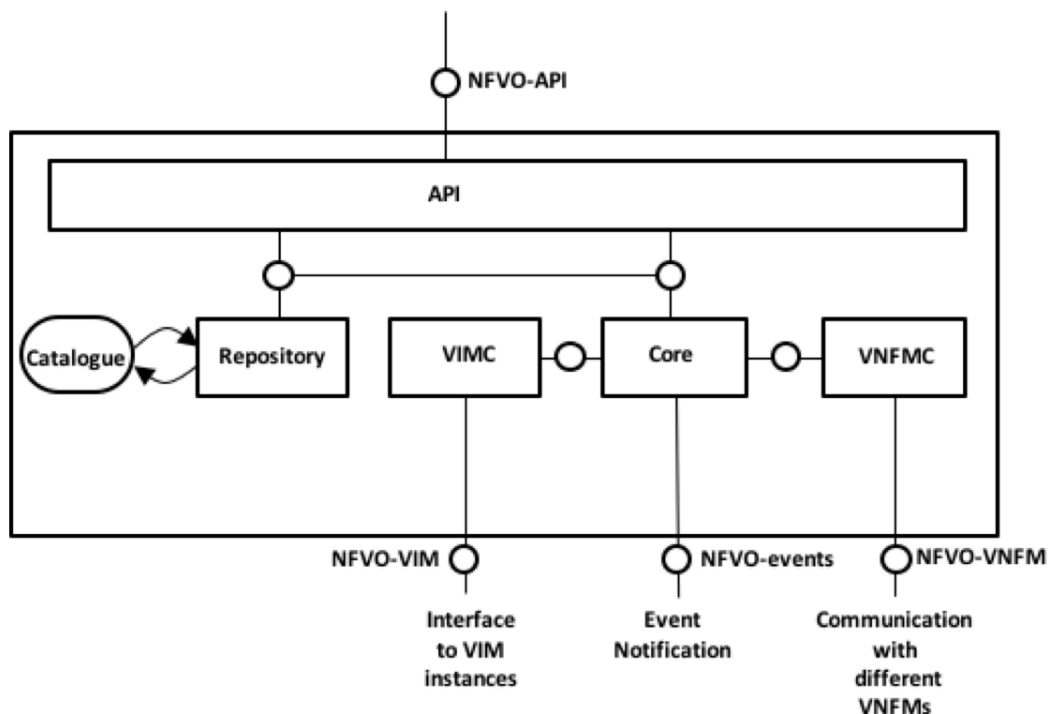 NFVO-API
API
Catalogue
Repository
VIMC
Core
VNFMC
NFVO-VIM
NFVO-events
NFVO-VNFM
Interface
to VIM
instances
Event
Notification
Communication
with
different
VNFMs